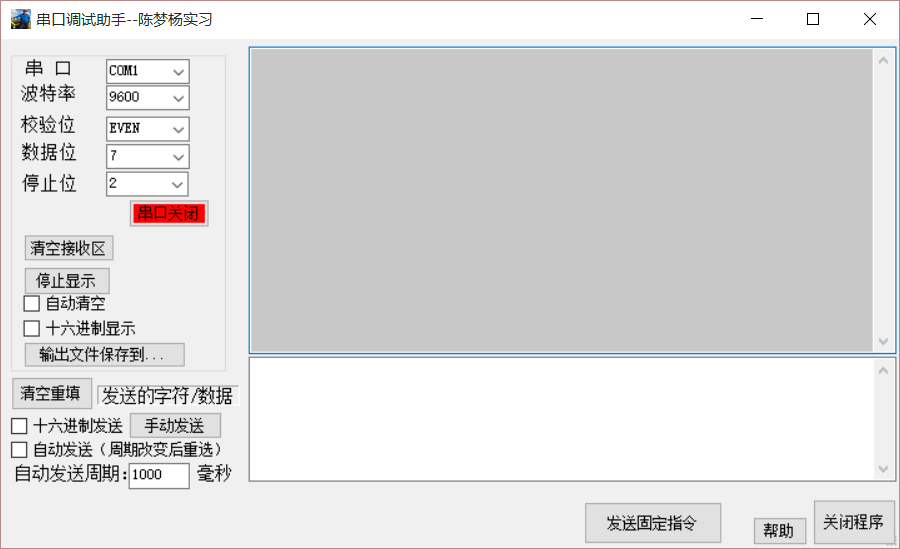 串口调试助手--陈梦杨实习
串 口 COM1
波特率 9600
校验位 EVEN
数据位 7
停止位 2
串口关闭
清空接收区
停止显示
自动清空
十六进制显示
输出文件保存到...
清空重填 发送的字符/数据
十六进制发送 手动发送
自动发送（周期改变后重选）
自动发送周期: 1000 毫秒
发送固定指令 帮助 关闭程序